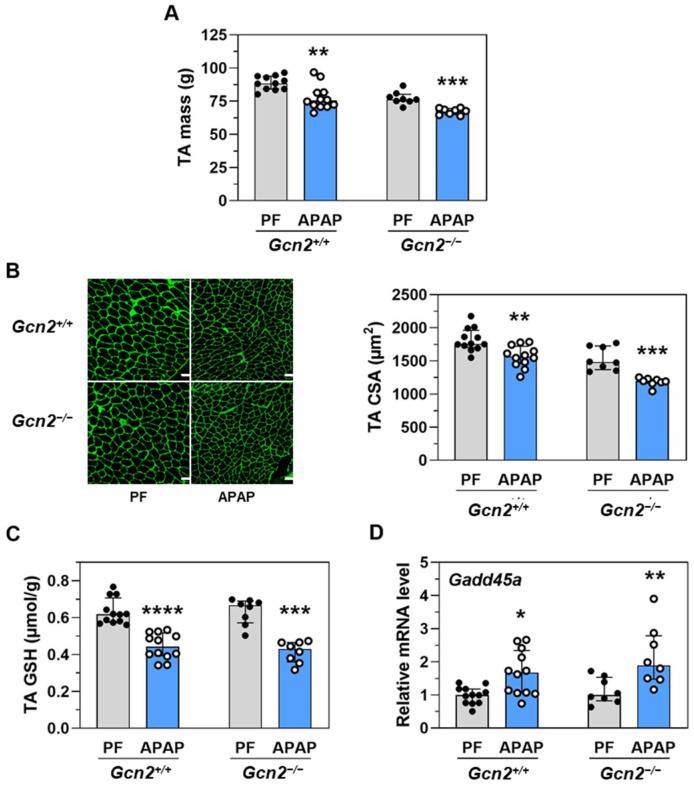 A
TA mass (g)
125
100
75
50
25
0
**
***
PF APAP PF APAP
Gcn2+/+ Gcn2−/−
B
Gcn2+/+
Gcn2−/−
PF APAP
TA CSA (µm2)
2500
2000
1500
1000
500
0
**
***
PF APAP PF APAP
Gcn2+/+ Gcn2−/−
C
TA GSH (µmol/g)
0.8
0.6
0.4
0.2
0.0
****
***
PF APAP PF APAP
Gcn2+/+ Gcn2−/−
D
Relative mRNA level
5
4
3
2
1
0
Gadd45a
*
**
PF APAP PF APAP
Gcn2+/+ Gcn2−/−